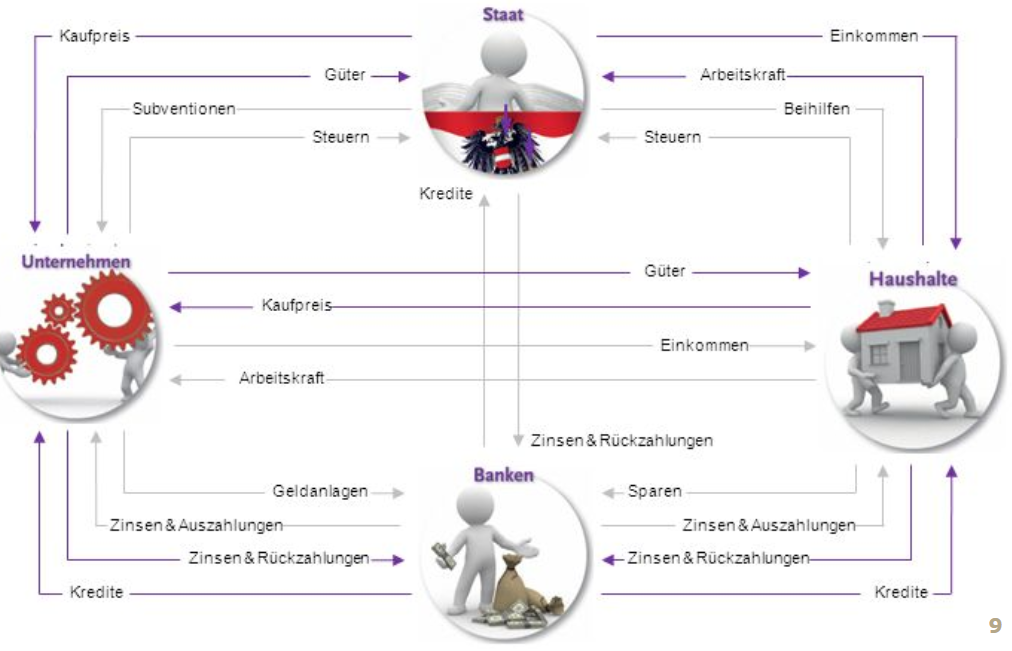 Staat
Kaufpreis
Einkommen
Güter
Arbeitskraft
Subventionen
Beihilfen
Steuern
Steuern
Kredite
Unternehmen
Güter
Haushalte
Kaufpreis
Einkommen
Arbeitskraft
Zinsen & Rückzahlungen
Banken
Geldanlagen
Sparen
Zinsen & Auszahlungen
Zinsen & Auszahlungen
Zinsen & Rückzahlungen
Zinsen & Rückzahlungen
Kredite
Kredite
9